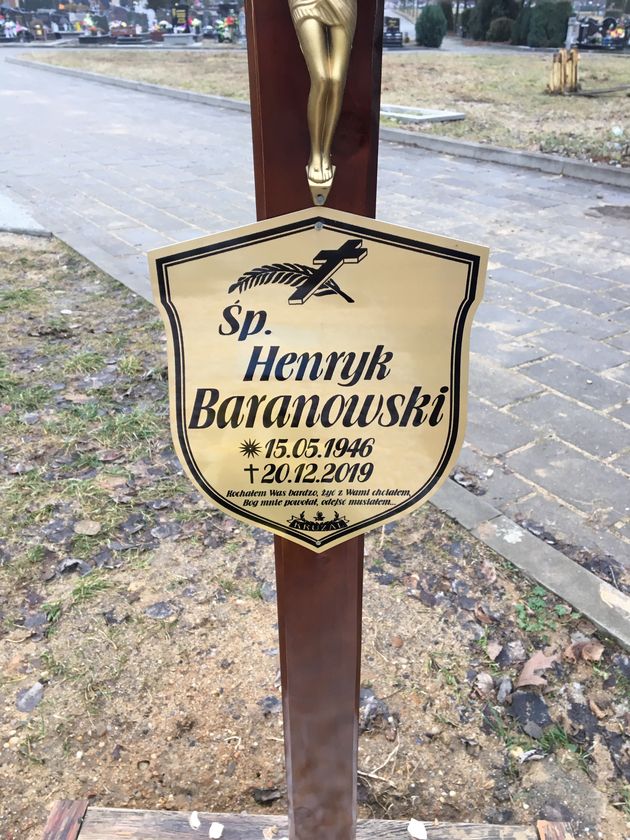 Śp.
Henryk
Baranowski
15.05.1946
20.12.2019
Kochałem Was bardzo, żyć z Wami chciałem,
Bóg mnie powołał, odejść musiałem...
KRUZAL